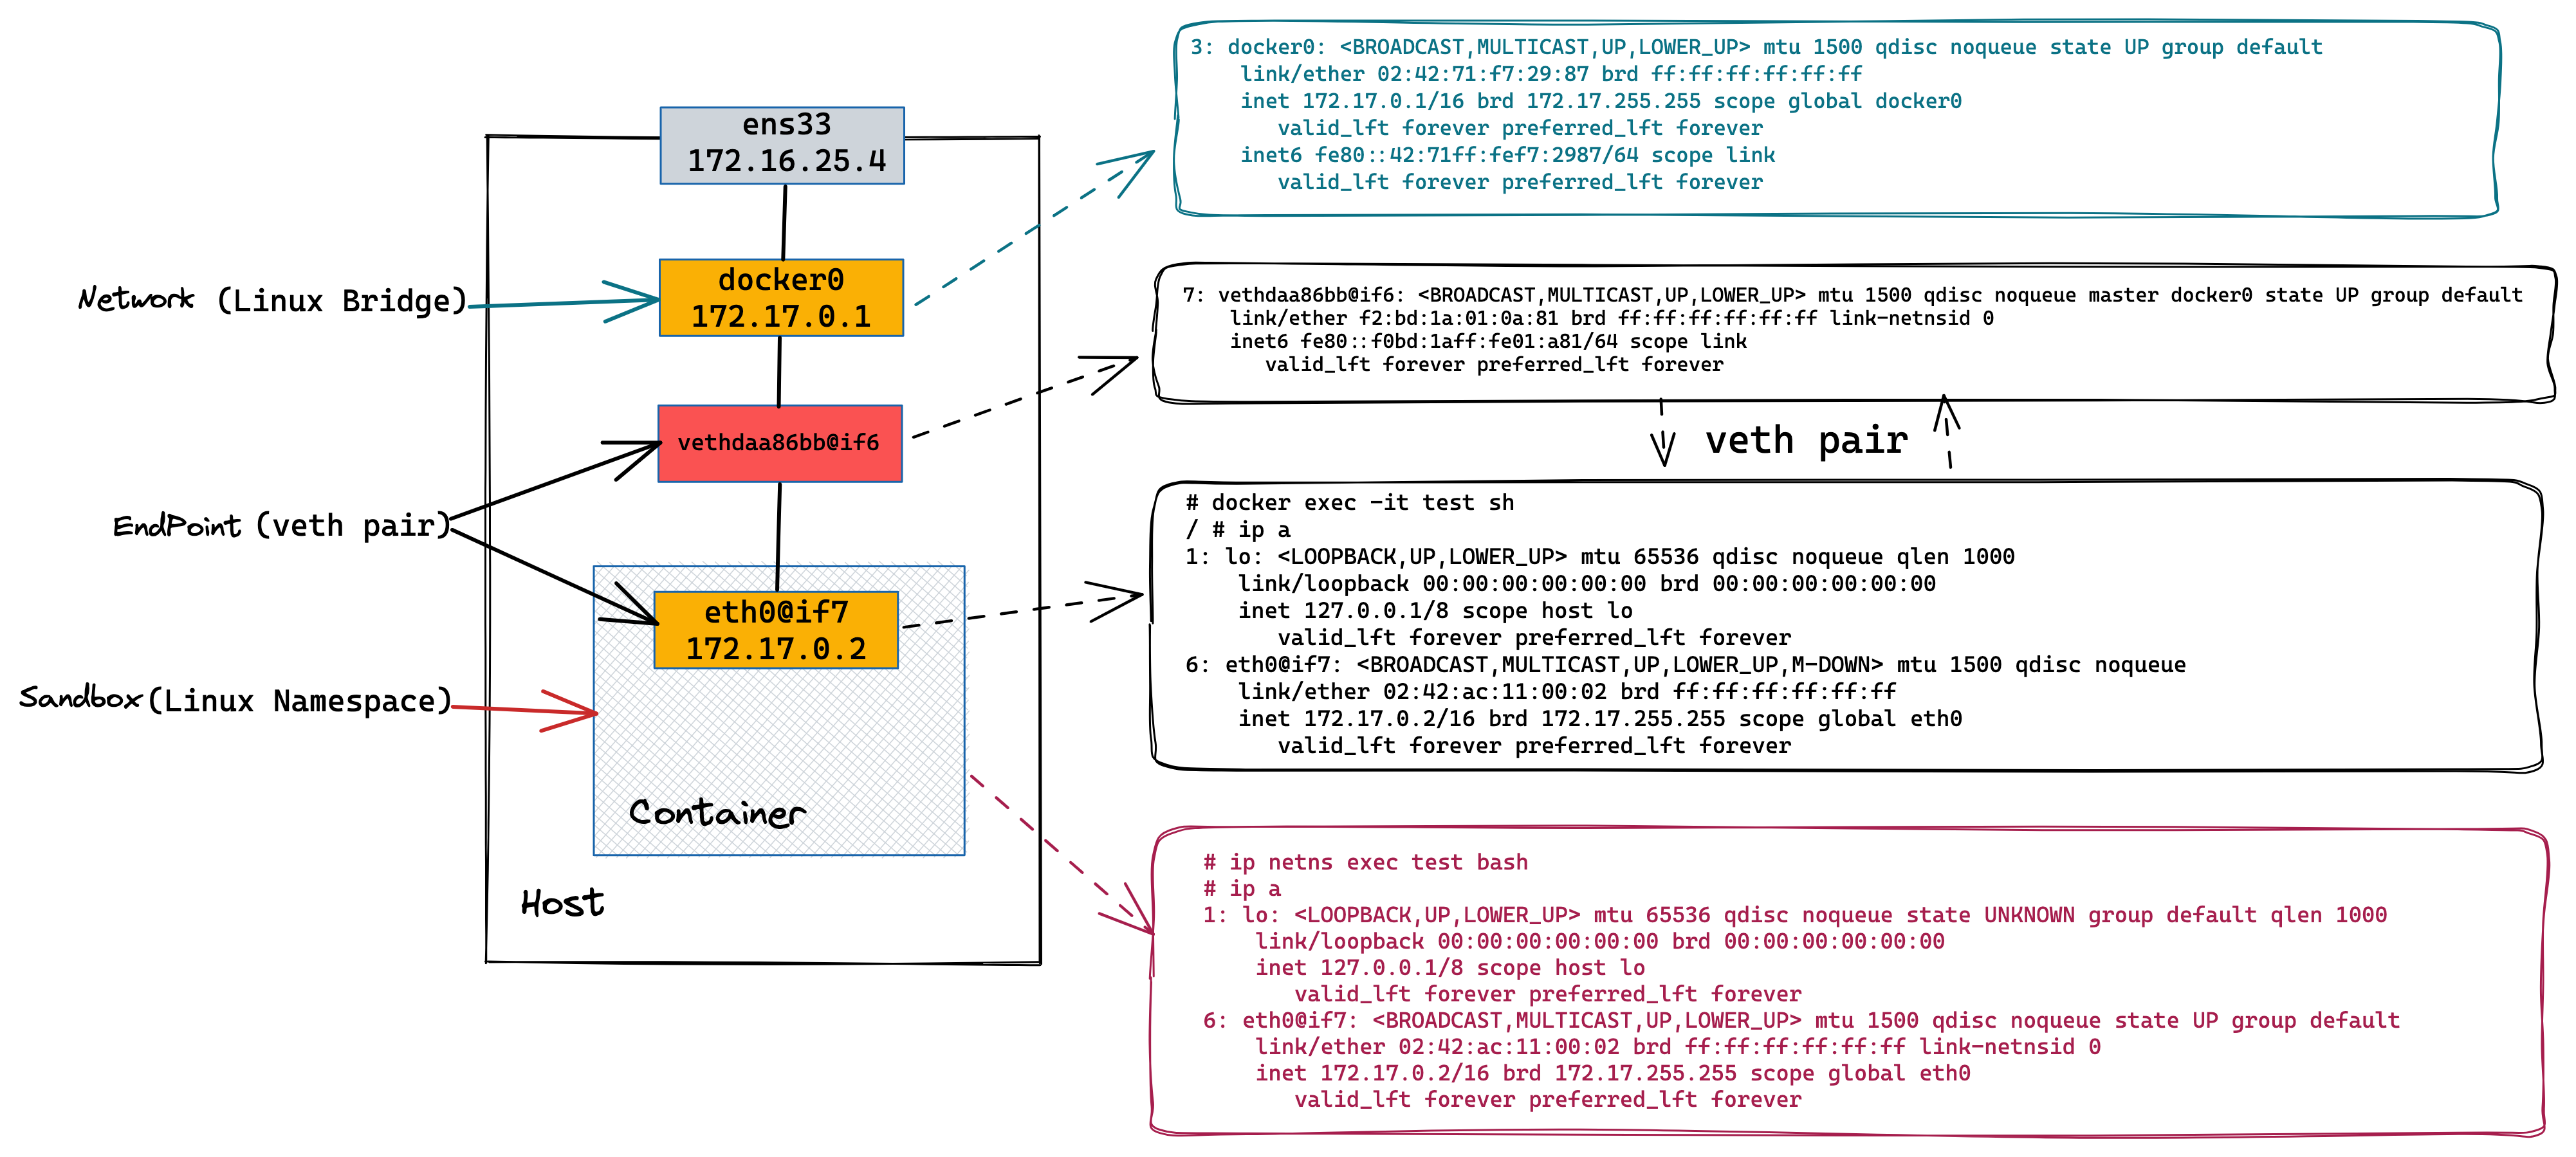 ens33
172.16.25.4
Network (Linux Bridge)
docker0
172.17.0.1
vethdaa86bb@if6
EndPoint (veth pair)
eth0@if7
172.17.0.2
Sandbox(Linux Namespace)
Container
Host
3: docker0: <BROADCAST,MULTICAST,UP,LOWER_UP> mtu 1500 qdisc noqueue state UP group default
link/ether 02:42:71:f7:29:87 brd ff:ff:ff:ff:ff:ff
inet 172.17.0.1/16 brd 172.17.255.255 scope global docker0
valid_lft forever preferred_lft forever
inet6 fe80::42:71ff:fef7:2987/64 scope link
valid_lft forever preferred_lft forever
7: vethdaa86bb@if6: <BROADCAST,MULTICAST,UP,LOWER_UP> mtu 1500 qdisc noqueue master docker0 state UP group default
link/ether f2:bd:1a:01:0a:81 brd ff:ff:ff:ff:ff:ff link-netnsid 0
inet6 fe80::f0bd:1aff:fe01:a81/64 scope link
valid_lft forever preferred_lft forever
veth pair
# docker exec -it test sh
/ # ip a
1: lo: <LOOPBACK,UP,LOWER_UP> mtu 65536 qdisc noqueue qlen 1000
link/loopback 00:00:00:00:00:00 brd 00:00:00:00:00:00
inet 127.0.0.1/8 scope host lo
valid_lft forever preferred_lft forever
6: eth0@if7: <BROADCAST,MULTICAST,UP,LOWER_UP,M-DOWN> mtu 1500 qdisc noqueue
link/ether 02:42:ac:11:00:02 brd ff:ff:ff:ff:ff:ff
inet 172.17.0.2/16 brd 172.17.255.255 scope global eth0
valid_lft forever preferred_lft forever
# ip netns exec test bash
# ip a
1: lo: <LOOPBACK,UP,LOWER_UP> mtu 65536 qdisc noqueue state UNKNOWN group default qlen 1000
link/loopback 00:00:00:00:00:00 brd 00:00:00:00:00:00
inet 127.0.0.1/8 scope host lo
valid_lft forever preferred_lft forever
6: eth0@if7: <BROADCAST,MULTICAST,UP,LOWER_UP> mtu 1500 qdisc noqueue state UP group default
link/ether 02:42:ac:11:00:02 brd ff:ff:ff:ff:ff:ff link-netnsid 0
inet 172.17.0.2/16 brd 172.17.255.255 scope global eth0
valid_lft forever preferred_lft forever